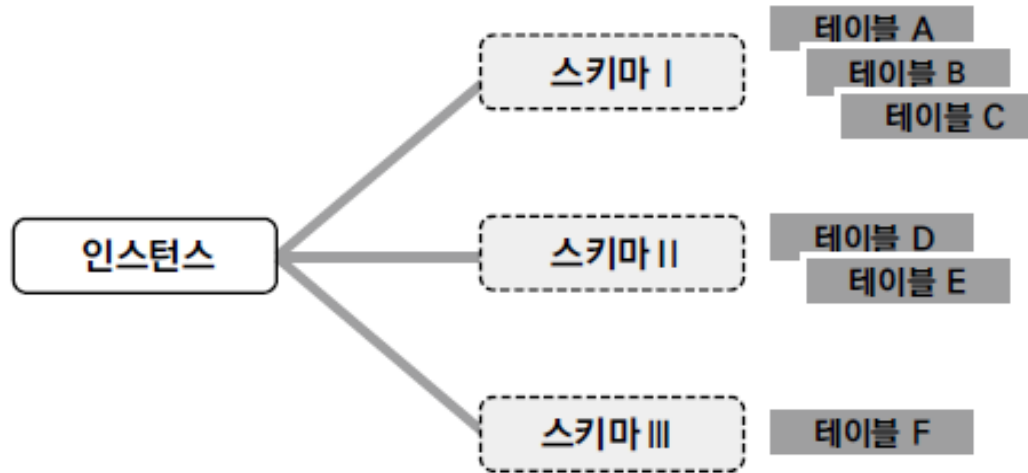 테이블 A
스키마 Ⅰ
테이블 B
테이블 C
인스턴스
스키마 Ⅱ
테이블 D
테이블 E
스키마 Ⅲ
테이블 F